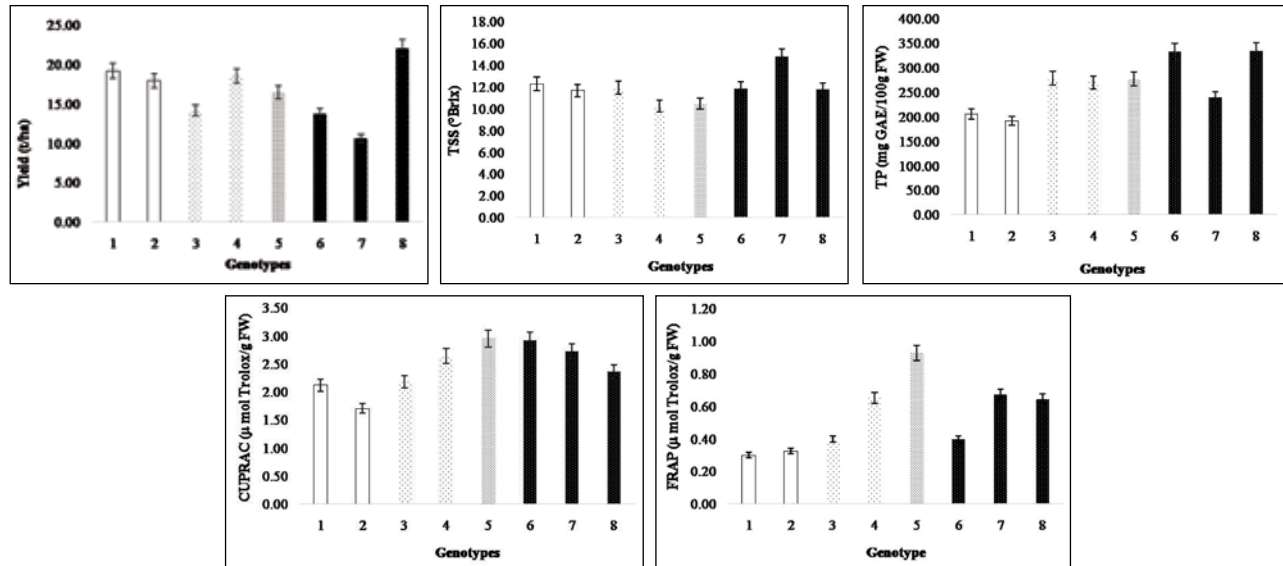 25.00
20.00
15.00
10.00
5.00
0.00
Yield (t/ha)
1 2 3 4 5 6 7 8
Genotypes
18.00
16.00
14.00
12.00
10.00
8.00
6.00
4.00
2.00
0.00
TSS (°Brix)
1 2 3 4 5 6 7 8
Genotypes
400.00
350.00
300.00
250.00
200.00
150.00
100.00
50.00
0.00
TP (mg GAE/100g FW)
1 2 3 4 5 6 7 8
Genotypes
3.50
3.00
2.50
2.00
1.50
1.00
0.50
0.00
CUPRAC (µ mol Trolox/g FW)
1 2 3 4 5 6 7 8
Genotypes
1.20
1.00
0.80
0.60
0.40
0.20
0.00
FRAP (µ mol Trolox/g FW)
1 2 3 4 5 6 7 8
Genotype